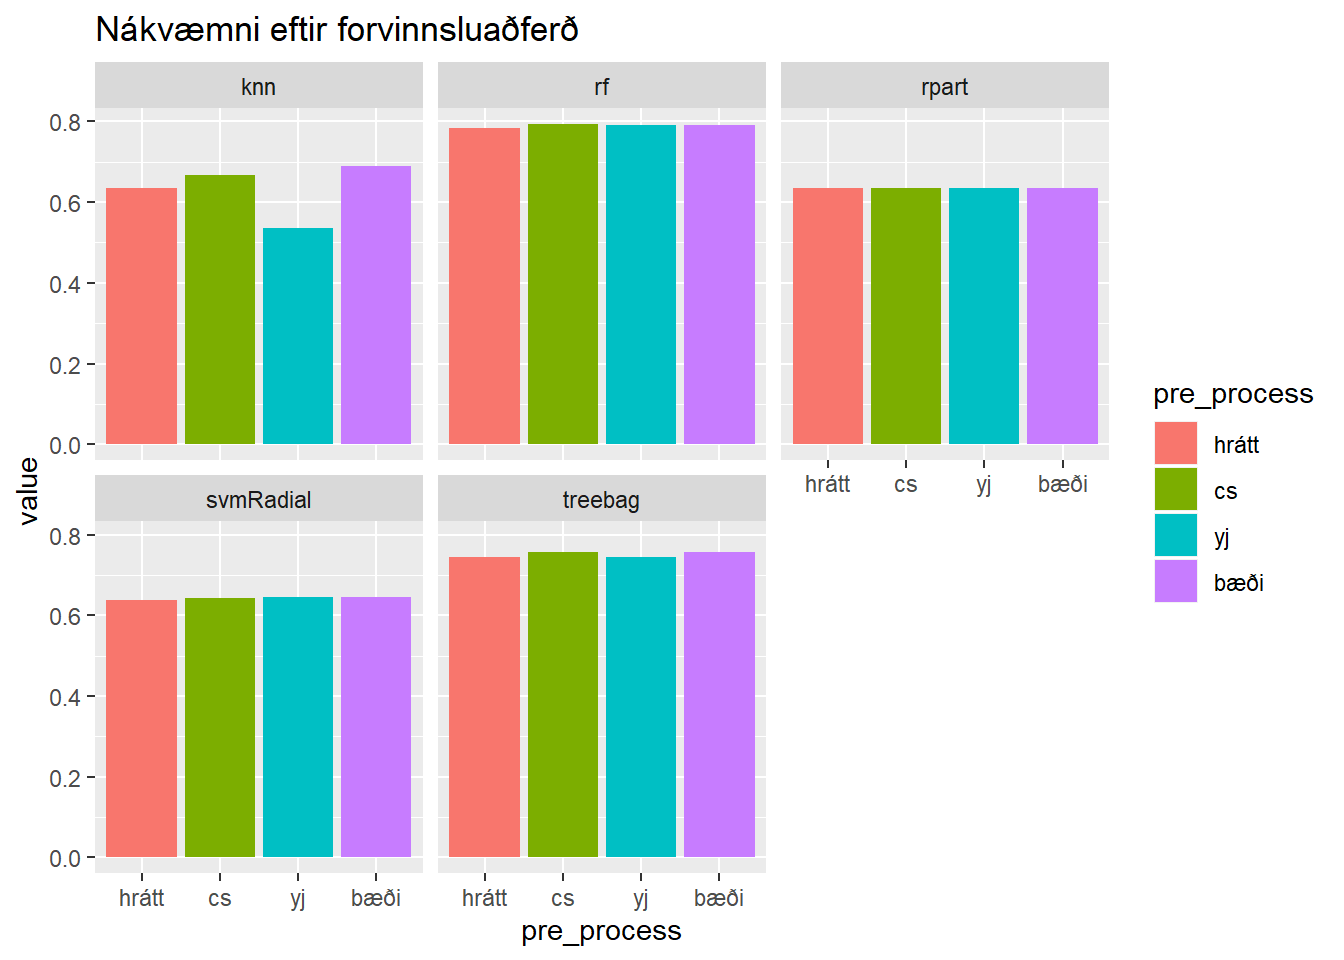 Nákvæmni eftir forvinnsluaðferð
knn
rf
rpart
0.8
0.6
0.4
0.2
0.0
hrátt cs yj bæði
svmRadial
treebag
0.8
0.6
0.4
0.2
0.0
hrátt cs yj bæði
hrátt cs yj bæði
pre_process
value
pre_process
hrátt
cs
yj
bæði